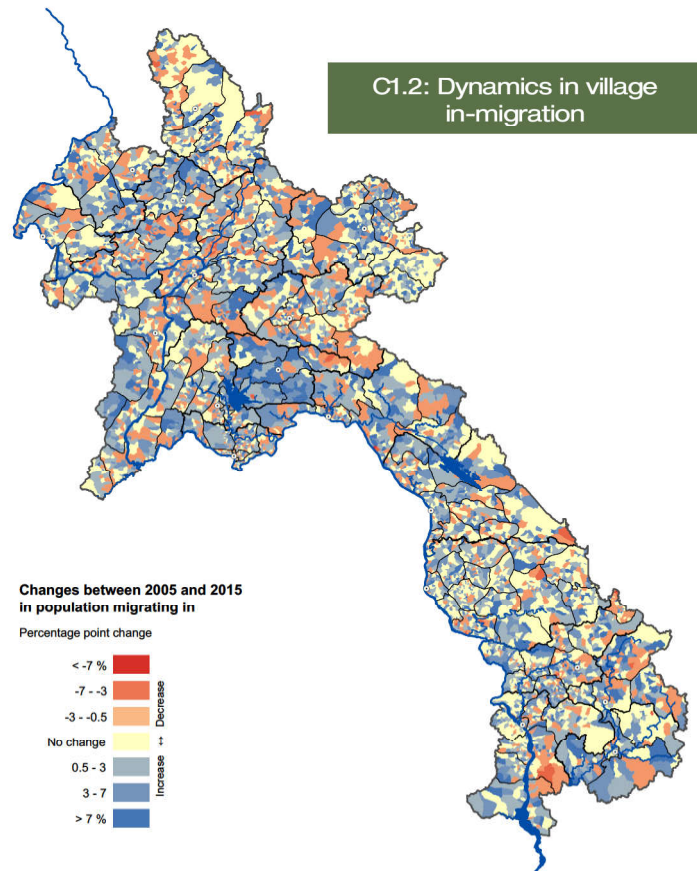 C1.2: Dynamics in village
in-migration
Changes between 2005 and 2015
in population migrating in
Percentage point change
< -7 %
-7 - -3
-3 - -0.5
No change
0.5 - 3
3 - 7
> 7 %
Decrease
↔
Increase